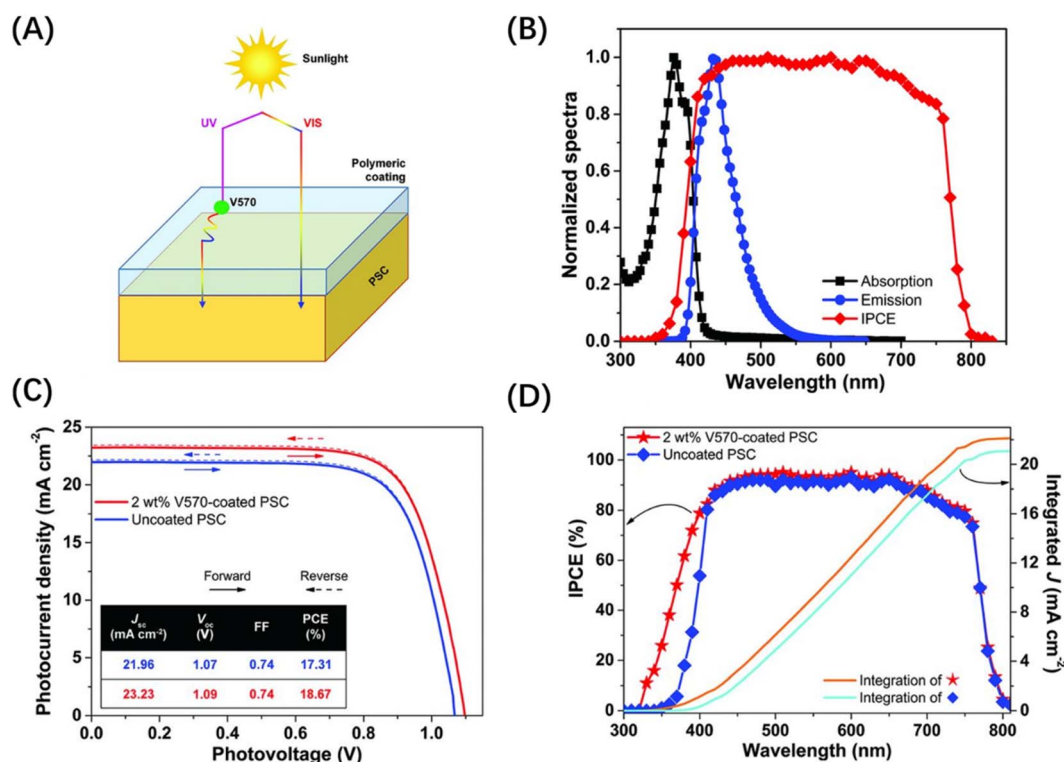 (A)
Sunlight
UV
VIS
Polymeric
coating
V570
PSC
(B)
Normalized spectra
1.0
0.8
0.6
0.4
0.2
0.0
Absorption
Emission
IPCE
300 400 500 600 700 800
Wavelength (nm)
(C)
Photocurrent density (mA cm-2)
25
20
15
10
5
0
2 wt% V570-coated PSC
Uncoated PSC
Forward Reverse
Jsc Voc FF PCE
(mA cm-2) (V) (%)
21.96 1.07 0.74 17.31
23.23 1.09 0.74 18.67
0.0 0.2 0.4 0.6 0.8 1.0
Photovoltage (V)
(D)
IPCE (%)
100
80
60
40
20
0
2 wt% V570-coated PSC
Uncoated PSC
Integration of
Integration of
Integrated J (mA cm-2)
20
16
12
8
4
0
300 400 500 600 700 800
Wavelength (nm)